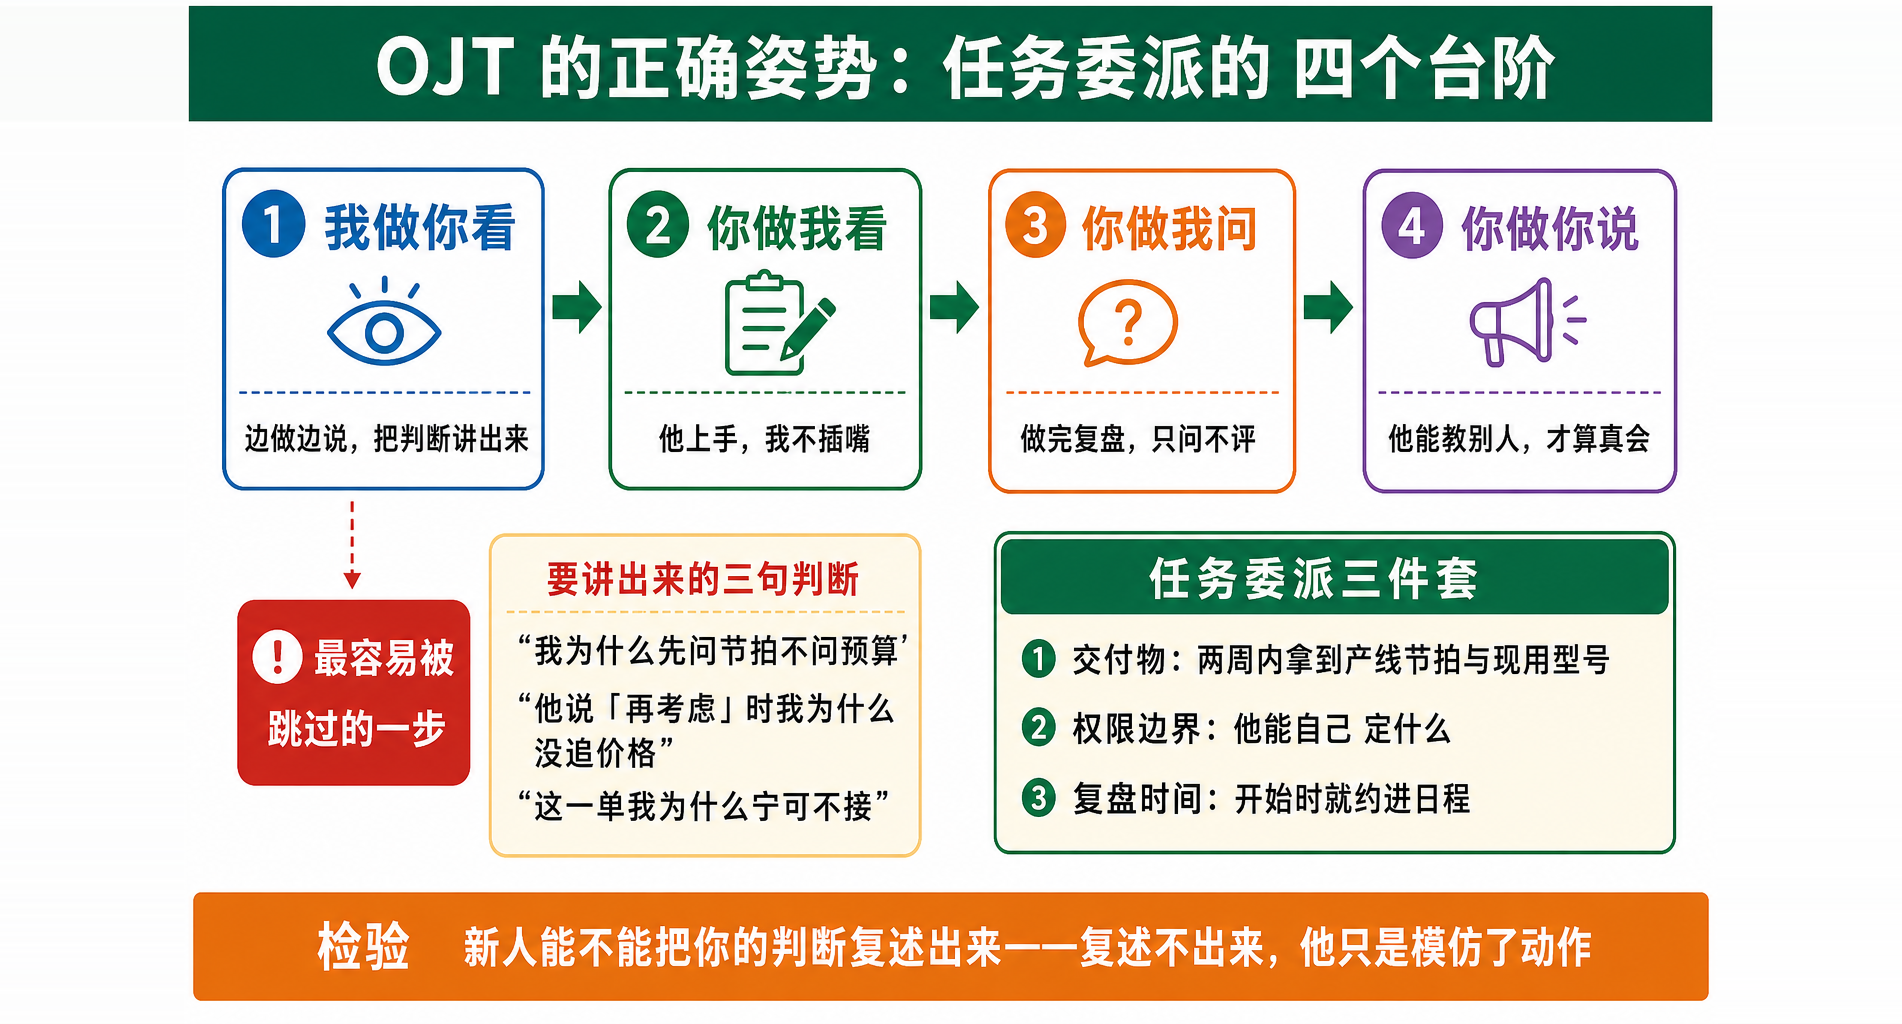 OJT 的正确姿势：任务委派的 四个台阶
1 我做你看
边做边说，把判断讲出来
2 你做我看
他上手，我不插嘴
3 你做我问
做完复盘，只问不评
4 你做你说
他能教别人，才算真会
! 最容易被
跳过的一步
要讲出来的三句判断
“我为什么先问节拍不问预算’
“他说「再考虑」时我为什么
没追价格”
“这一单我为什么宁可不接”
任务委派三件套
1 交付物：两周内拿到产线节拍与现用型号
2 权限边界：他能自己 定什么
3 复盘时间：开始时就约进日程
检验 新人能不能把你的判断复述出来——复述不出来，他只是模仿了动作